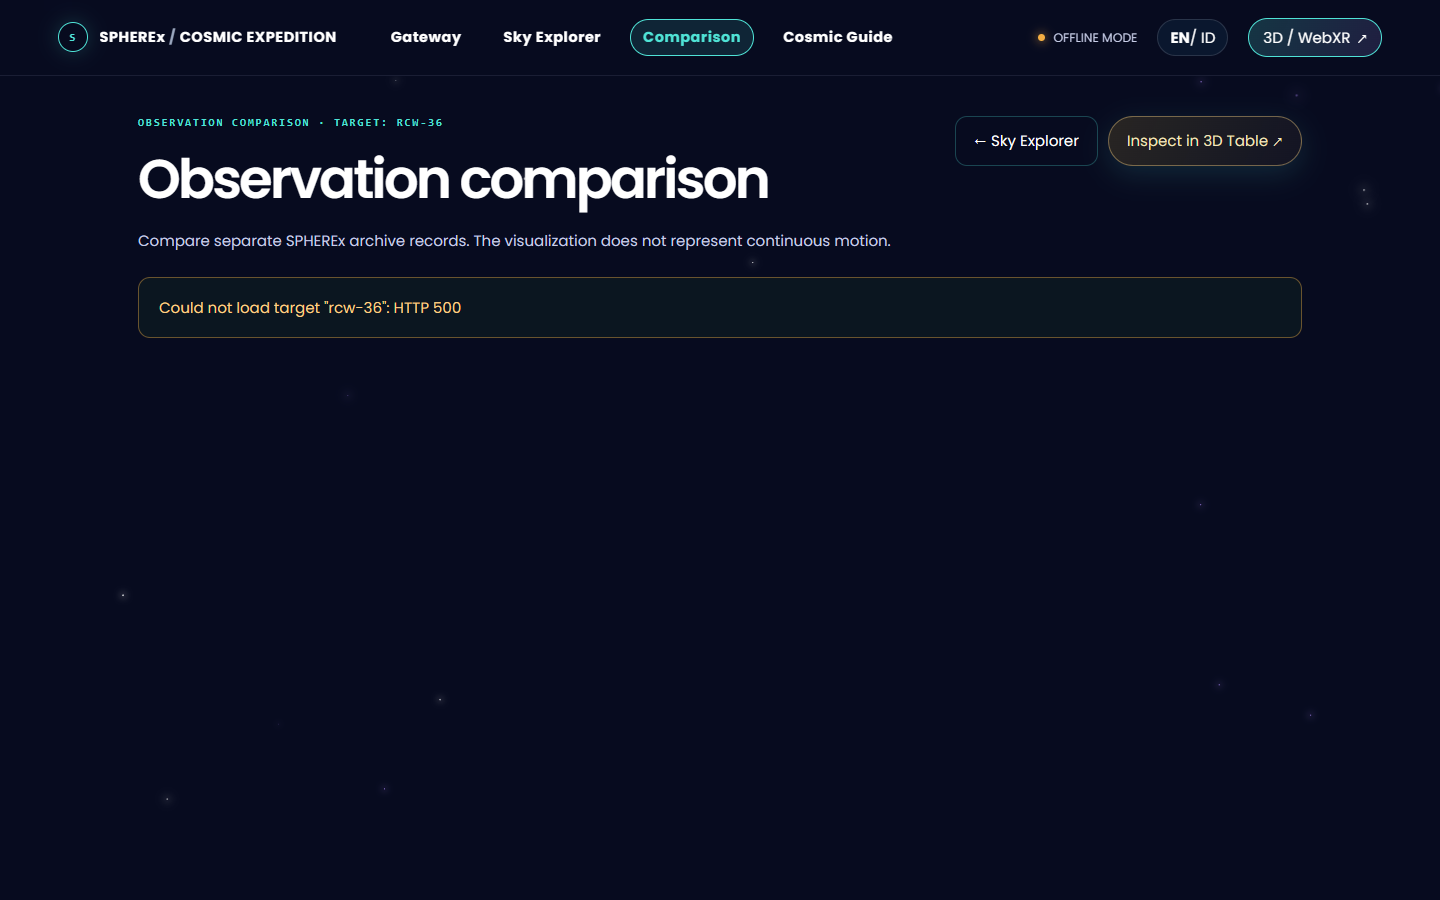 S SPHEREx / COSMIC EXPEDITION Gateway Sky Explorer Comparison Cosmic Guide OFFLINE MODE EN/ ID 3D / WebXR ↗
OBSERVATION COMPARISON · TARGET: RCW-36
← Sky Explorer Inspect in 3D Table ↗
Observation comparison
Compare separate SPHEREx archive records. The visualization does not represent continuous motion.
Could not load target "rcw-36": HTTP 500